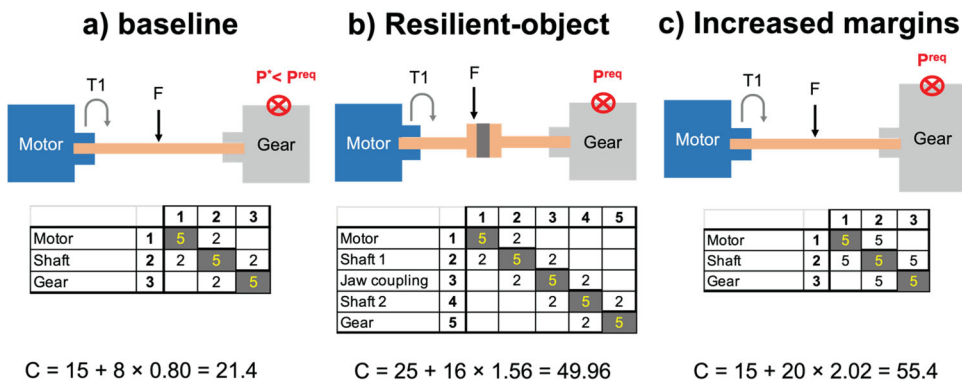 a) baseline
b) Resilient-object
c) Increased margins
P* < Preq
T1
F
Motor
Gear
Preq
T1
F
Motor
Gear
Preq
T1
F
Motor
Gear
1 2 3
Motor 1 5 2
Shaft 2 2 5 2
Gear 3 2 5
1 2 3 4 5
Motor 1 5 2
Shaft 1 2 2 5 2
Jaw coupling 3 2 5 2
Shaft 2 4 2 5 2
Gear 5 2 5
1 2 3
Motor 1 5 5
Shaft 2 5 5 5
Gear 3 5 5
C = 15 + 8 × 0.80 = 21.4
C = 25 + 16 × 1.56 = 49.96
C = 15 + 20 × 2.02 = 55.4